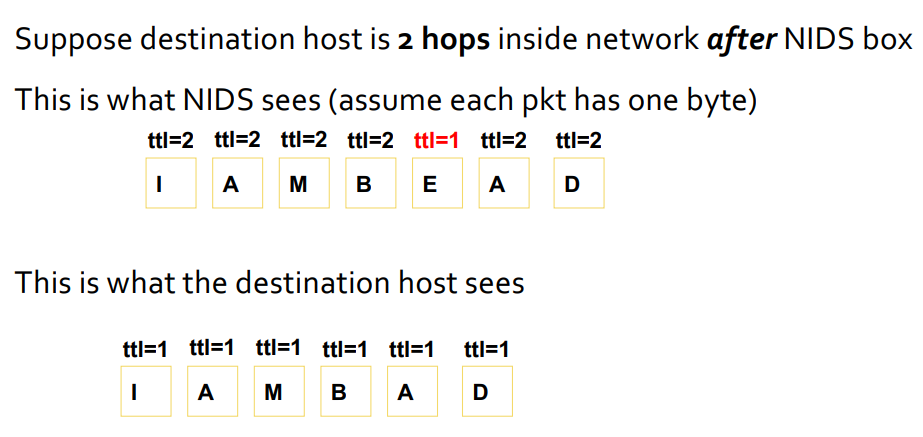 Suppose destination host is 2 hops inside network after NIDS box
This is what NIDS sees (assume each pkt has one byte)
ttl=2 ttl=2 ttl=2 ttl=2 ttl=1 ttl=2 ttl=2
I A M B E A D
This is what the destination host sees
ttl=1 ttl=1 ttl=1 ttl=1 ttl=1 ttl=1
I A M B A D